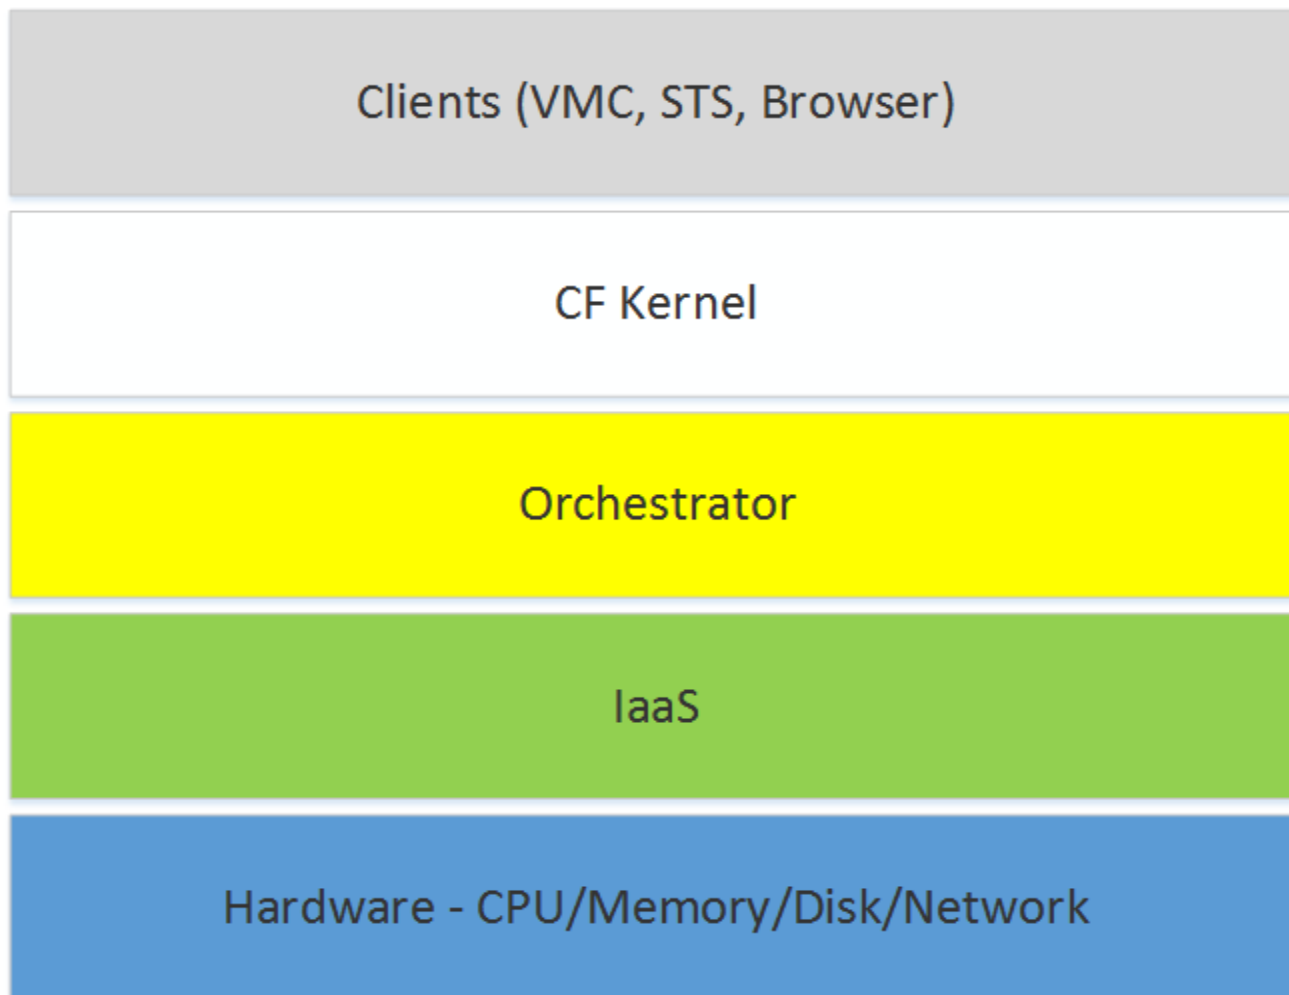 Clients (VMC, STS, Browser)
CF Kernel
Orchestrator
IaaS
Hardware - CPU/Memory/Disk/Network